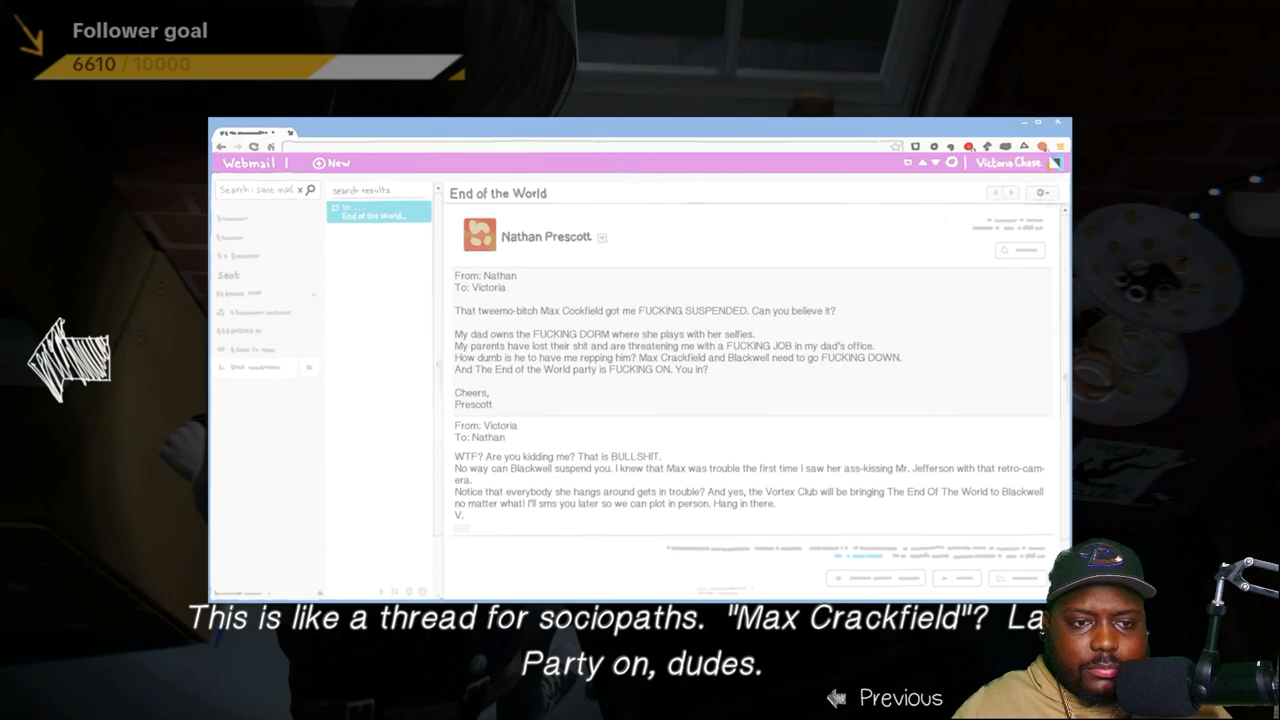 Follower goal
6610 / 10000
Webmail | New
Victoria Chase
Search: sent mail x
search results
End of the World
to: ...
End of the World...
Sent
Nathan Prescott
From: Nathan
To: Victoria
That tweemo-bitch Max Cockfield got me FUCKING SUSPENDED. Can you believe it?
My dad owns the FUCKING DORM where she plays with her selfies.
My parents have lost their shit and are threatening me with a FUCKING JOB in my dad's office.
How dumb is he to have me repping him? Max Crackfield and Blackwell need to go FUCKING DOWN.
And The End of the World party is FUCKING ON. You in?
Cheers,
Prescott
From: Victoria
To: Nathan
WTF? Are you kidding me? That is BULLSHIT.
No way can Blackwell suspend you. I knew that Max was trouble the first time I saw her ass-kissing Mr. Jefferson with that retro-cam-
era.
Notice that everybody she hangs around gets in trouble? And yes, the Vortex Club will be bringing The End Of The World to Blackwell
no matter what! I'll sms you later so we can plot in person. Hang in there.
V.
This is like a thread for sociopaths. "Max Crackfield"? La
Party on, dudes.
Previous